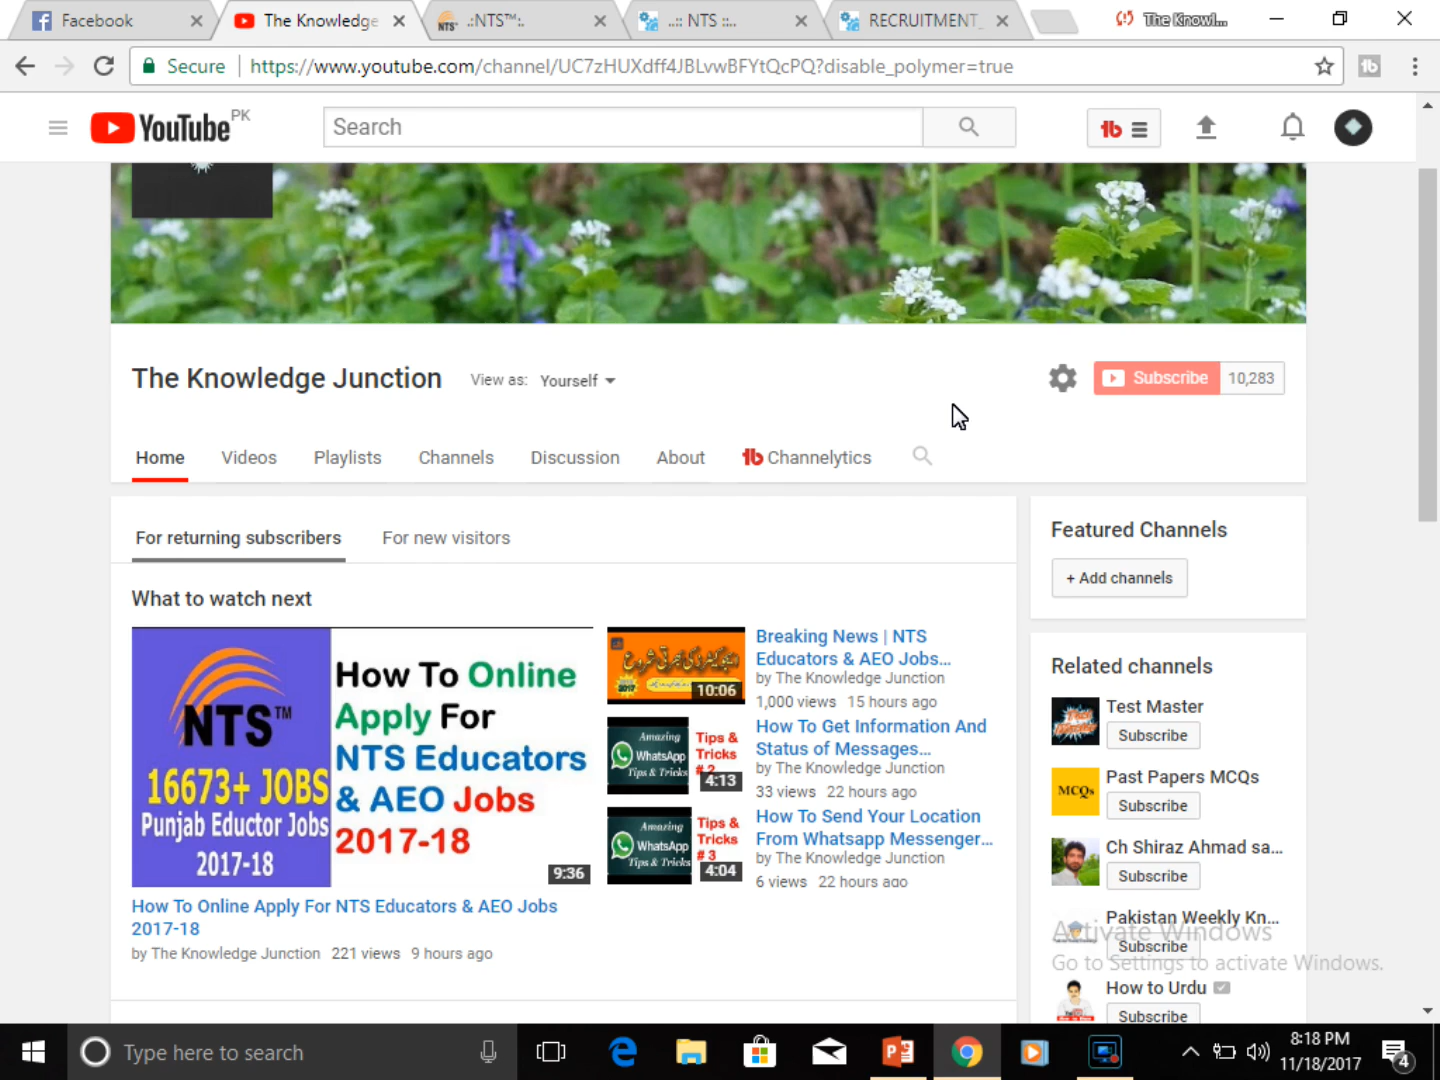 Facebook
The Knowledge
NTS
.:NTS™:.
..:: NTS ::..
RECRUITMENT_
The Knowl...
Secure
https://www.youtube.com/channel/UC7zHUXdff4JBLvwBFYtQcPQ?disable_polymer=true
YouTube PK
Search
The Knowledge Junction
View as: Yourself
Subscribe 10,283
Home Videos Playlists Channels Discussion About Channelytics
For returning subscribers For new visitors
What to watch next
NTS™
16673+ JOBS
Punjab Eductor Jobs
2017-18
How To Online
Apply For
NTS Educators
& AEO Jobs
2017-18
9:36
How To Online Apply For NTS Educators & AEO Jobs
2017-18
by The Knowledge Junction 221 views 9 hours ago
2017
10:06
Breaking News | NTS
Educators & AEO Jobs...
by The Knowledge Junction
1,000 views 15 hours ago
Amazing
WhatsApp
Tips & Tricks
Tips &
Tricks
# 2
4:13
How To Get Information And
Status of Messages...
by The Knowledge Junction
33 views 22 hours ago
Amazing
WhatsApp
Tips & Tricks
Tips &
Tricks
# 3
4:04
How To Send Your Location
From Whatsapp Messenger...
by The Knowledge Junction
6 views 22 hours ago
Featured Channels
+ Add channels
Related channels
Test Master
Subscribe
MCQs
Past Papers MCQs
Subscribe
Ch Shiraz Ahmad sa...
Subscribe
Pakistan Weekly Kn...
Subscribe
How to Urdu
Subscribe
Activate Windows
Go to Settings to activate Windows.
Type here to search
8:18 PM
11/18/2017
4